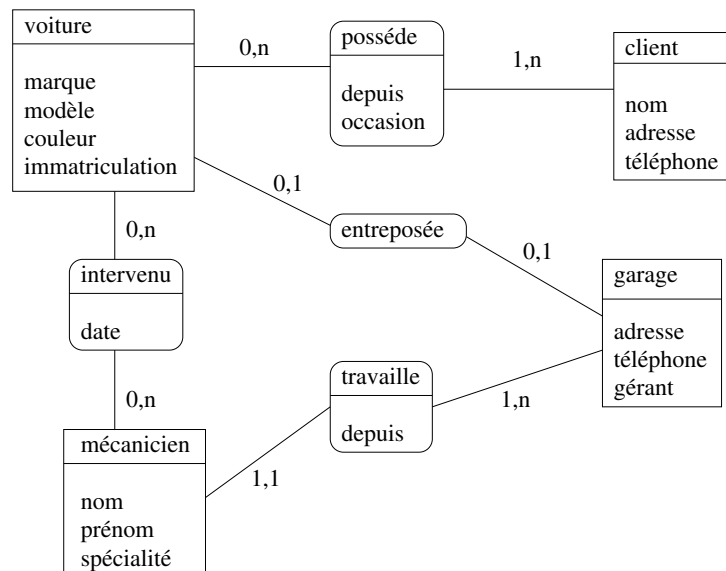 voiture
marque
modèle
couleur
immatriculation
0,n
posséde
depuis
occasion
1,n
client
nom
adresse
téléphone
0,1
entreposée
0,1
0,n
intervenu
date
0,n
garage
adresse
téléphone
gérant
travaille
depuis
1,n
1,1
mécanicien
nom
prénom
spécialité